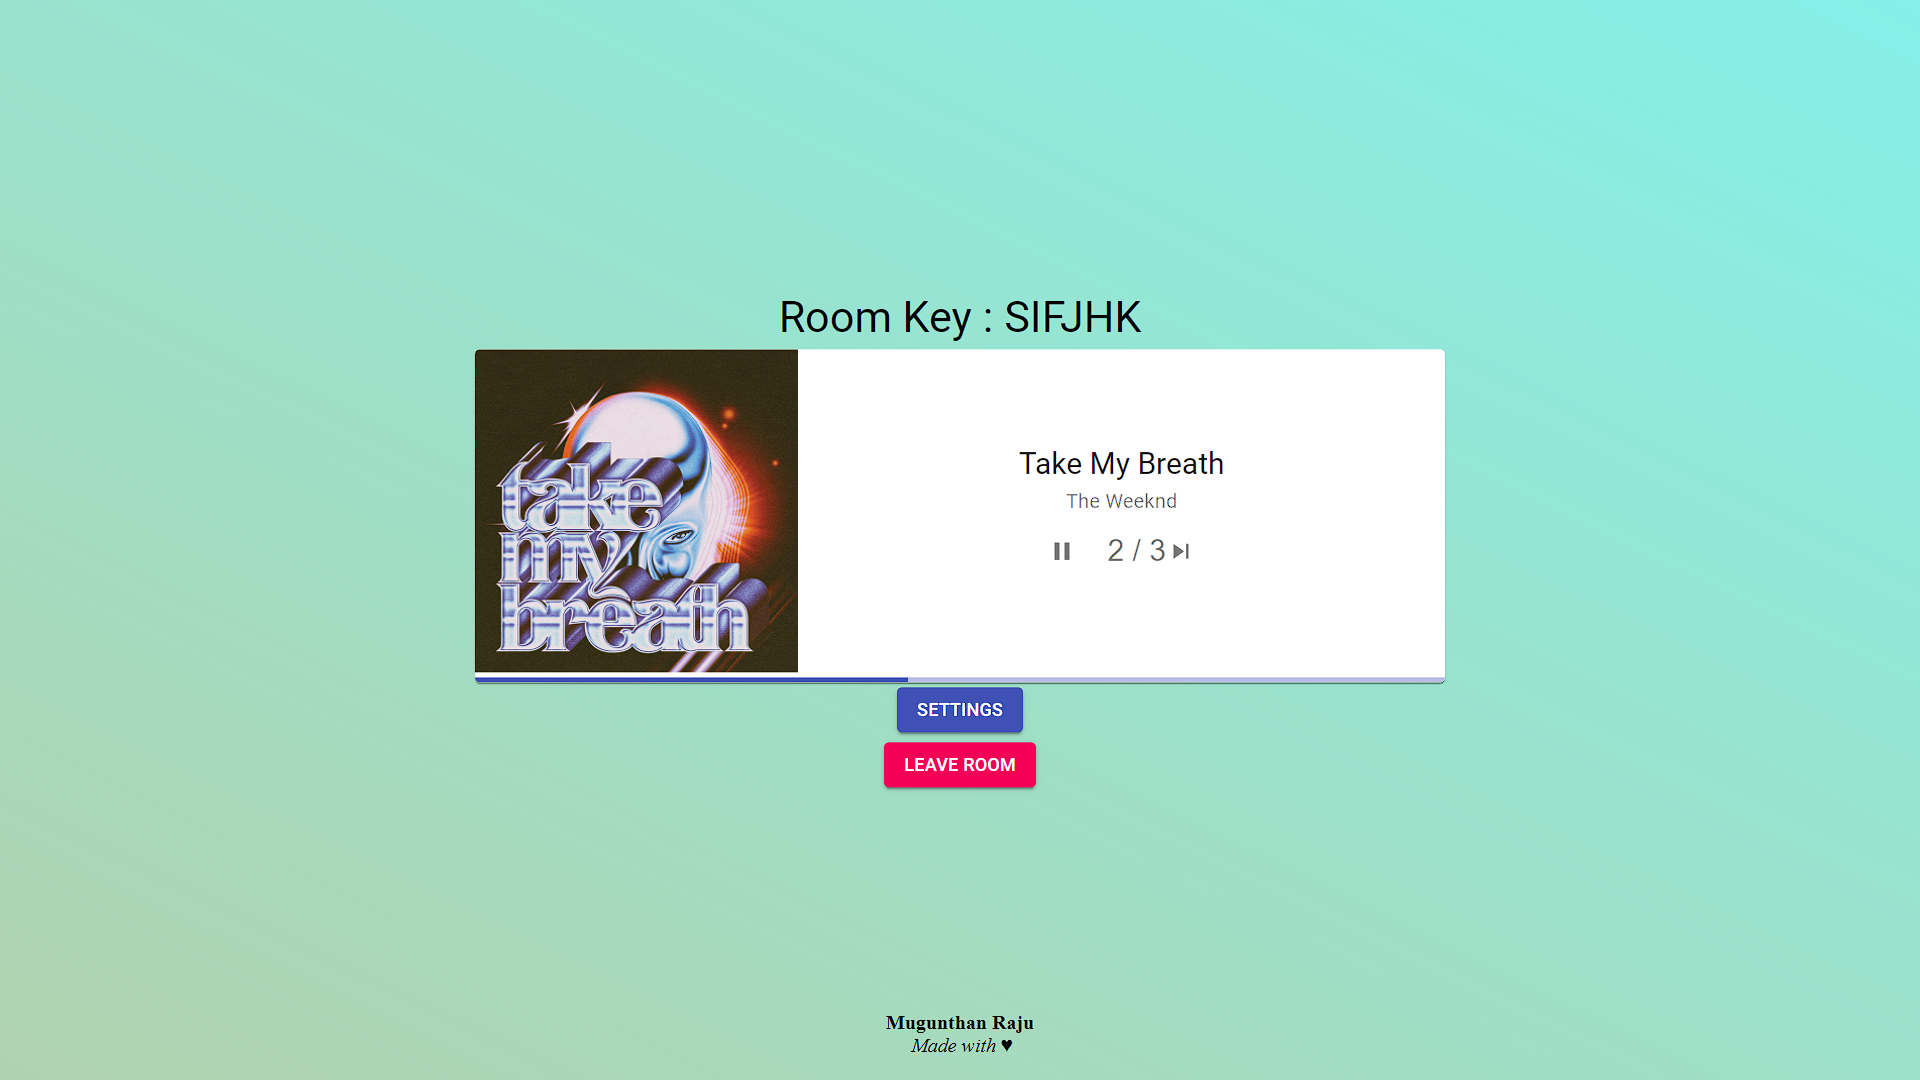 Room Key : SIFJHK
take
my
breath
Take My Breath
The Weeknd
2 / 3
SETTINGS
LEAVE ROOM
Mugunthan Raju
Made with ♥